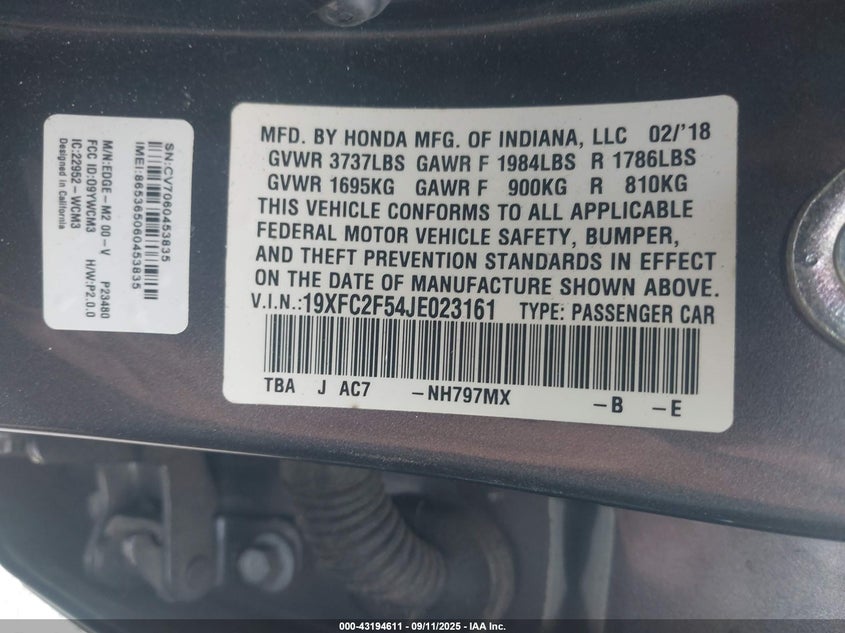 SN:CV7060453835
IMEI:865365060453835
M/N:EDGE-M2 00-V P23480
FCC ID:09YWCM3 H/W:P2.0.0
IC:22952-WCM3
Designed in California
MFD. BY HONDA MFG. OF INDIANA, LLC 02/'18
GVWR 3737LBS GAWR F 1984LBS R 1786LBS
GVWR 1695KG GAWR F 900KG R 810KG
THIS VEHICLE CONFORMS TO ALL APPLICABLE
FEDERAL MOTOR VEHICLE SAFETY, BUMPER,
AND THEFT PREVENTION STANDARDS IN EFFECT
ON THE DATE OF MANUFACTURE SHOWN ABOVE.
V.I.N.:19XFC2F54JE023161 TYPE: PASSENGER CAR
TBA J AC7 -NH797MX -B -E
000-43194611 - 09/11/2025 - IAA Inc.